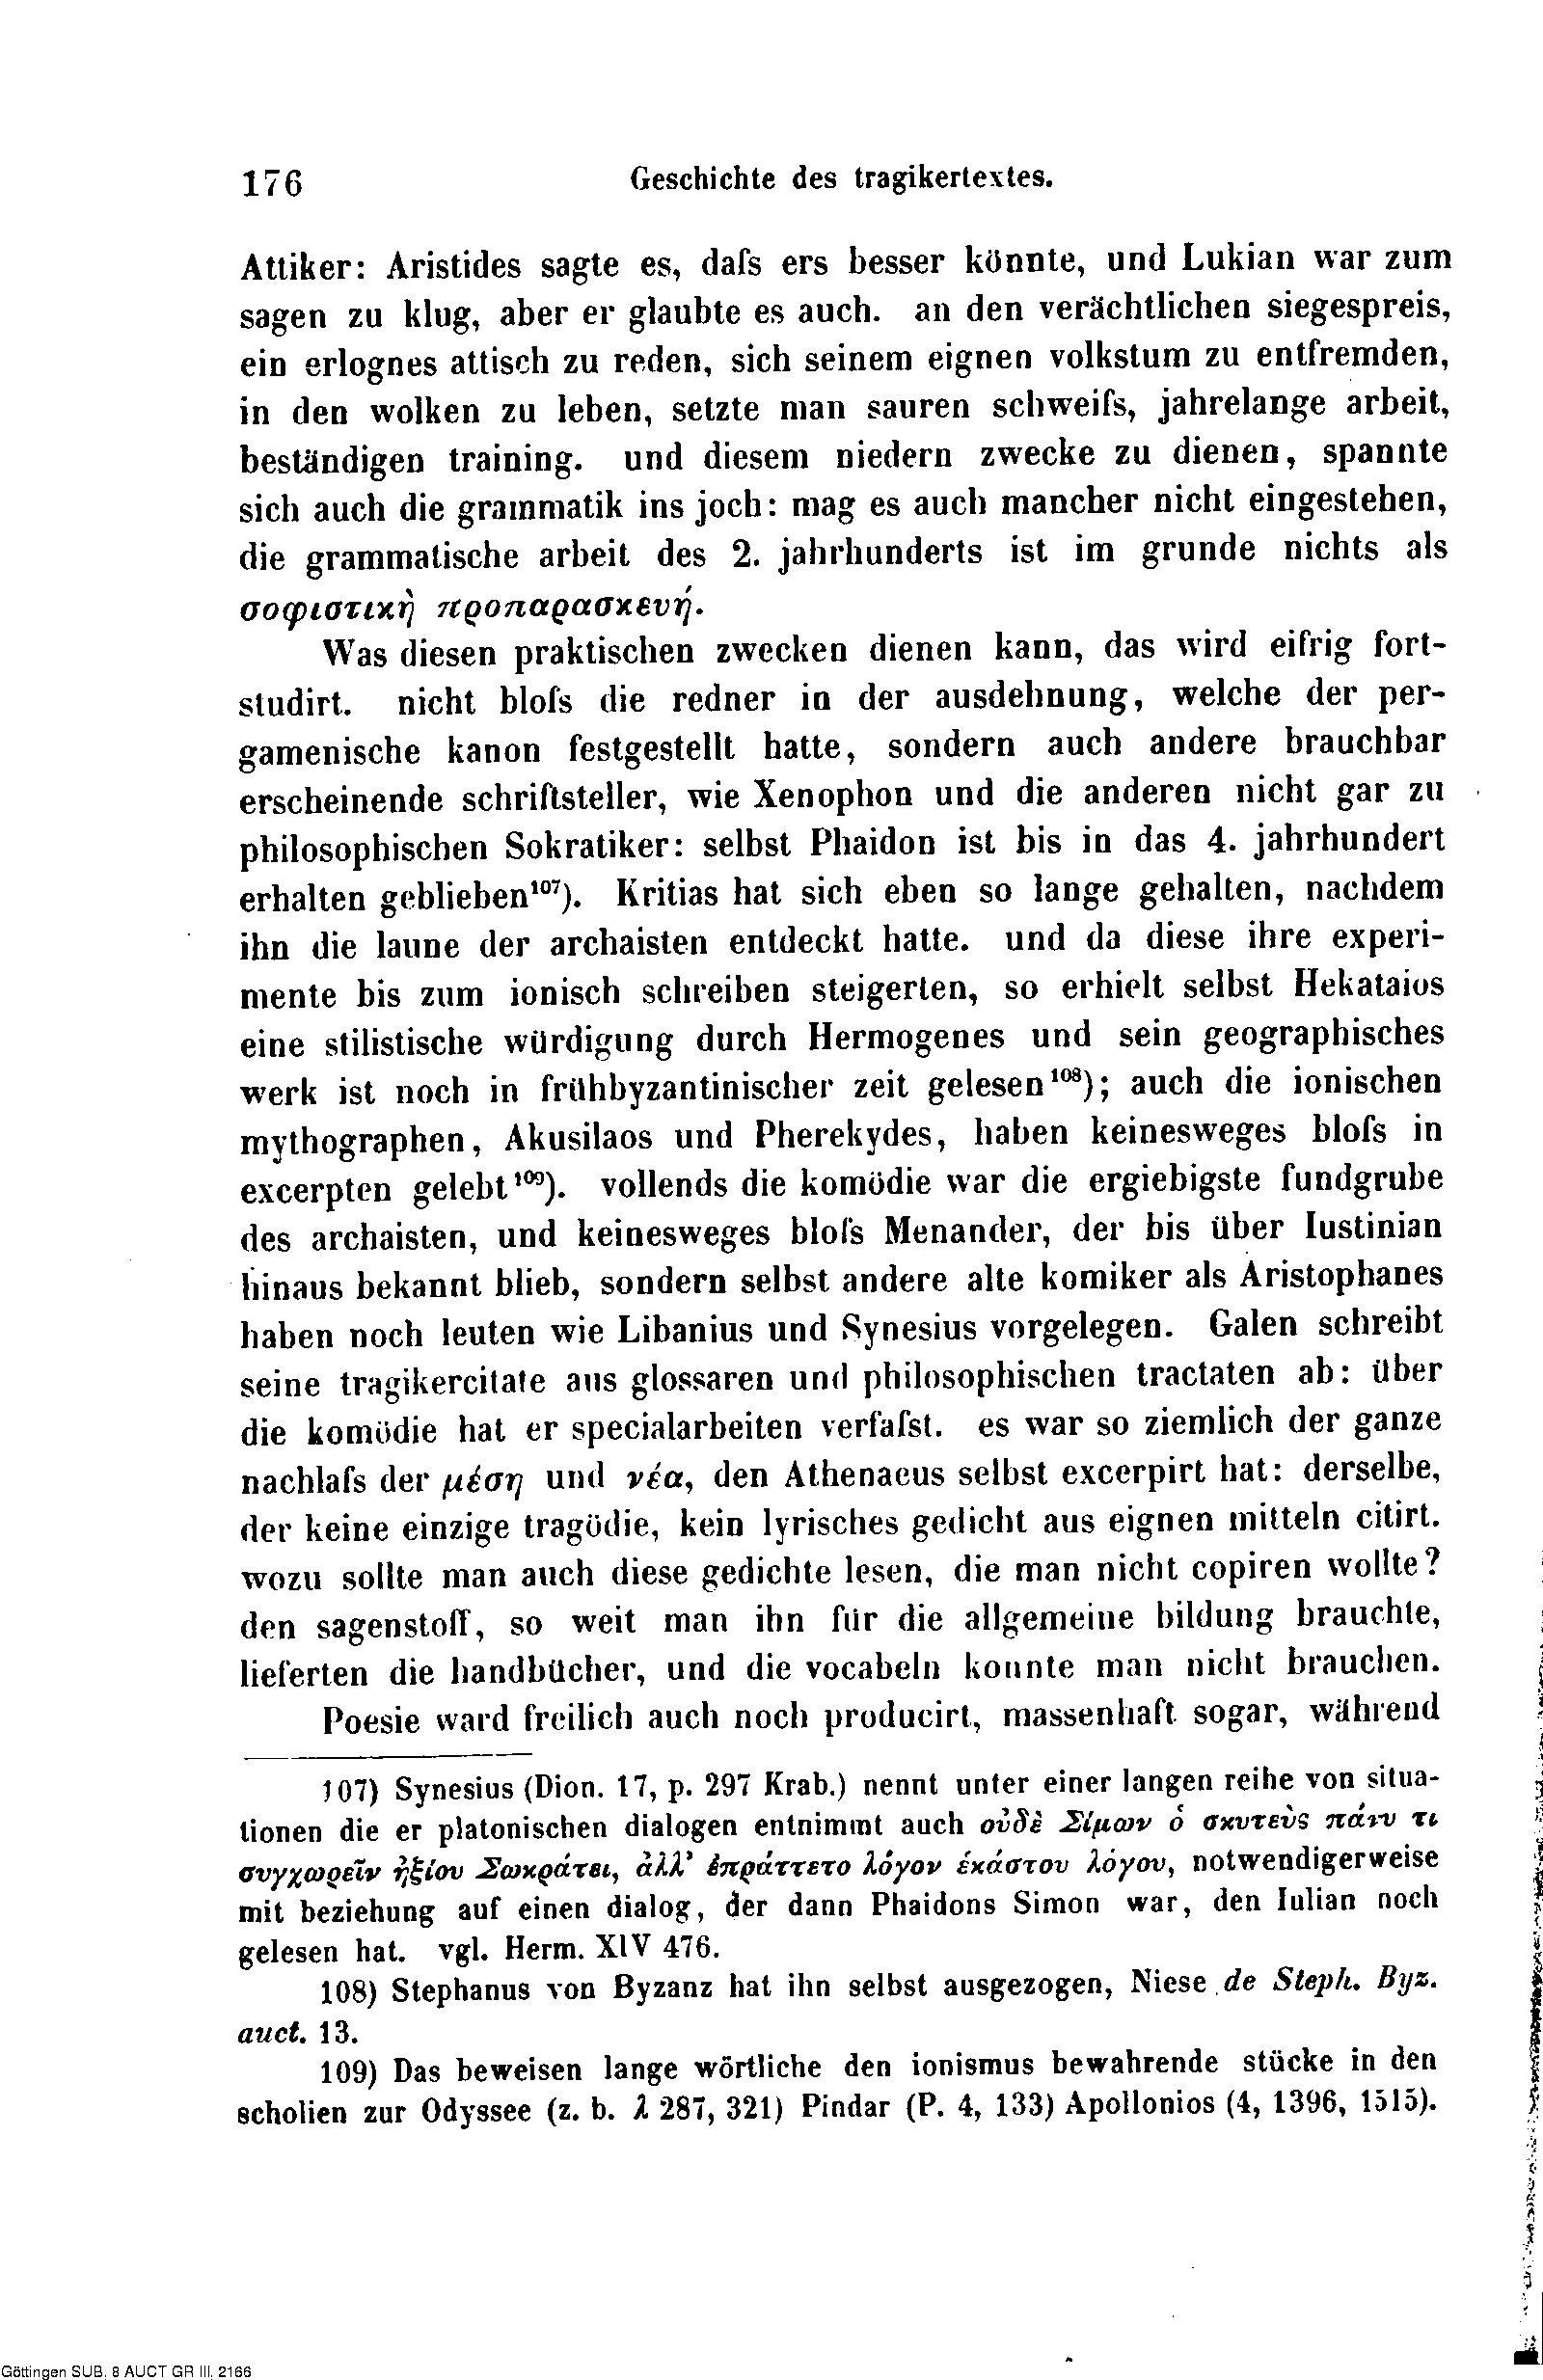 176 Geschichte des tragikertextes.
Attiker: Aristides sagte es, daſs ers besser könnte, und Lukian war zum
sagen zu klug, aber er glaubte es auch. an den verächtlichen siegespreis,
ein erlognes attisch zu reden, sich seinem eignen volkstum zu entfremden,
in den wolken zu leben, setzte man sauren schweiſs, jahrelange arbeit,
beständigen training. und diesem niedern zwecke zu dienen, spannte
sich auch die grammatik ins joch: mag es auch mancher nicht eingestehen,
die grammatische arbeit des 2. jahrhunderts ist im grunde nichts als
σοφιστικὴ προπαρασκευή.
Was diesen praktischen zwecken dienen kann, das wird eifrig fort-
studirt. nicht bloſs die redner in der ausdehnung, welche der per-
gamenische kanon festgestellt hatte, sondern auch andere brauchbar
erscheinende schriftsteller, wie Xenophon und die anderen nicht gar zu
philosophischen Sokratiker: selbst Phaidon ist bis in das 4. jahrhundert
erhalten geblieben¹⁰⁷). Kritias hat sich eben so lange gehalten, nachdem
ihn die laune der archaisten entdeckt hatte. und da diese ihre experi-
mente bis zum ionisch schreiben steigerten, so erhielt selbst Hekataios
eine stilistische würdigung durch Hermogenes und sein geographisches
werk ist noch in frühbyzantinischer zeit gelesen¹⁰⁸); auch die ionischen
mythographen, Akusilaos und Pherekydes, haben keinesweges bloſs in
excerpten gelebt¹⁰⁹). vollends die komödie war die ergiebigste fundgrube
des archaisten, und keinesweges bloſs Menander, der bis über Iustinian
hinaus bekannt blieb, sondern selbst andere alte komiker als Aristophanes
haben noch leuten wie Libanius und Synesius vorgelegen. Galen schreibt
seine tragikercitate aus glossaren und philosophischen tractaten ab: über
die komödie hat er specialarbeiten verfaſst. es war so ziemlich der ganze
nachlaſs der μέση und νέα, den Athenaeus selbst excerpirt hat: derselbe,
der keine einzige tragödie, kein lyrisches gedicht aus eignen mitteln citirt.
wozu sollte man auch diese gedichte lesen, die man nicht copiren wollte?
den sagenstoff, so weit man ihn für die allgemeine bildung brauchte,
lieferten die handbücher, und die vocabeln konnte man nicht brauchen.
Poesie ward freilich auch noch producirt, massenhaft sogar, während
107) Synesius (Dion. 17, p. 297 Krab.) nennt unter einer langen reihe von situa-
tionen die er platonischen dialogen entnimmt auch οὐδὲ Σίμων ὁ σκυτεὺς πάνυ τι
συγχωρεῖν ἠξίου Σωκράτει, ἀλλ' ἐπράττετο λόγον ἑκάστου λόγου, notwendigerweise
mit beziehung auf einen dialog, der dann Phaidons Simon war, den Iulian noch
gelesen hat. vgl. Herm. XIV 476.
108) Stephanus von Byzanz hat ihn selbst ausgezogen, Niese de Steph. Byz.
auct. 13.
109) Das beweisen lange wörtliche den ionismus bewahrende stücke in den
scholien zur Odyssee (z. b. λ 287, 321) Pindar (P. 4, 133) Apollonios (4, 1396, 1515).
Göttingen SUB, 8 AUCT GR III, 2166